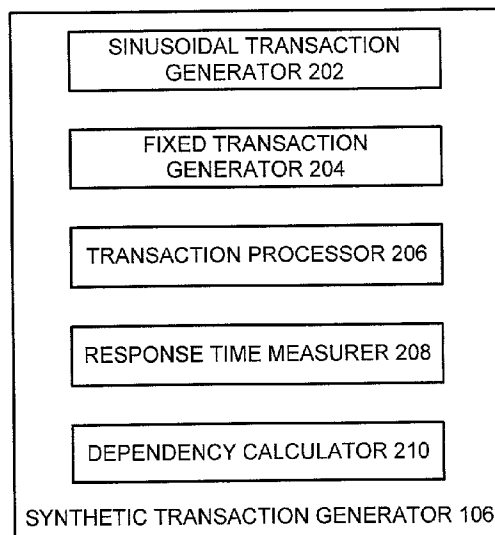 SINUSOIDAL TRANSACTION
GENERATOR 202
FIXED TRANSACTION
GENERATOR 204
TRANSACTION PROCESSOR 206
RESPONSE TIME MEASURER 208
DEPENDENCY CALCULATOR 210
SYNTHETIC TRANSACTION GENERATOR 106